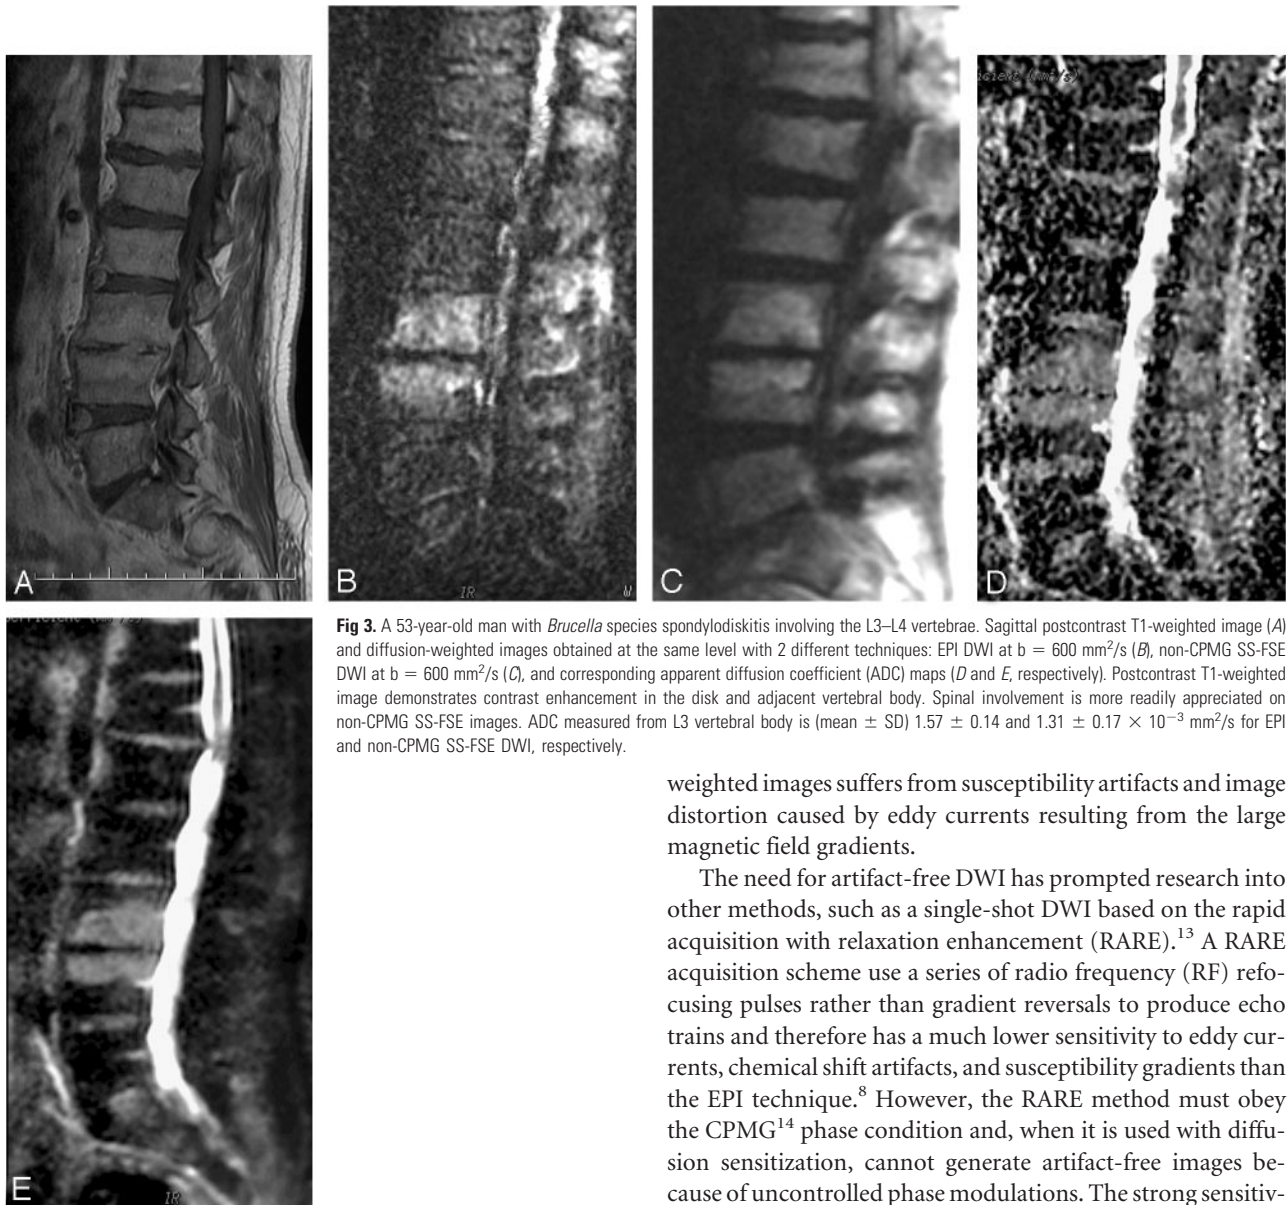 A
B
IR
W
C
D
E
IR
Fig 3. A 53-year-old man with Brucella species spondylodiskitis involving the L3–L4 vertebrae. Sagittal postcontrast T1-weighted image (A)
and diffusion-weighted images obtained at the same level with 2 different techniques: EPI DWI at b = 600 mm²/s (B), non-CPMG SS-FSE
DWI at b = 600 mm²/s (C), and corresponding apparent diffusion coefficient (ADC) maps (D and E, respectively). Postcontrast T1-weighted
image demonstrates contrast enhancement in the disk and adjacent vertebral body. Spinal involvement is more readily appreciated on
non-CPMG SS-FSE images. ADC measured from L3 vertebral body is (mean ± SD) 1.57 ± 0.14 and 1.31 ± 0.17 × 10⁻³ mm²/s for EPI
and non-CPMG SS-FSE DWI, respectively.
weighted images suffers from susceptibility artifacts and image
distortion caused by eddy currents resulting from the large
magnetic field gradients.
The need for artifact-free DWI has prompted research into
other methods, such as a single-shot DWI based on the rapid
acquisition with relaxation enhancement (RARE).¹³ A RARE
acquisition scheme use a series of radio frequency (RF) refo-
cusing pulses rather than gradient reversals to produce echo
trains and therefore has a much lower sensitivity to eddy cur-
rents, chemical shift artifacts, and susceptibility gradients than
the EPI technique.⁸ However, the RARE method must obey
the CPMG¹⁴ phase condition and, when it is used with diffu-
sion sensitization, cannot generate artifact-free images be-
cause of uncontrolled phase modulations. The strong sensitiv-